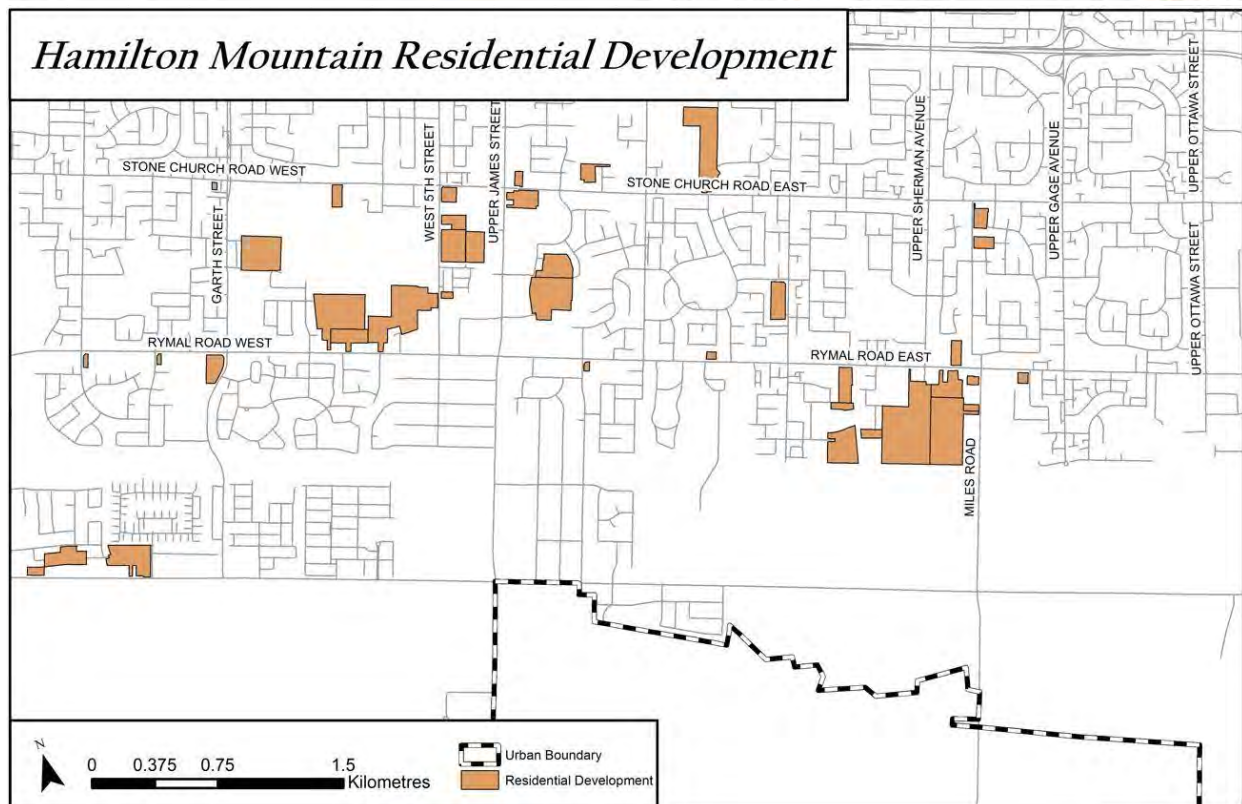 Hamilton Mountain Residential Development
STONE CHURCH ROAD WEST
GARTH STREET
WEST 5TH STREET
UPPER JAMES STREET
STONE CHURCH ROAD EAST
UPPER SHERMAN AVENUE
UPPER GAGE AVENUE
UPPER OTTAWA STREET
UPPER OTTAWA STREET
RYMAL ROAD WEST
RYMAL ROAD EAST
MILES ROAD
N
0 0.375 0.75 1.5
Kilometres
Urban Boundary
Residential Development